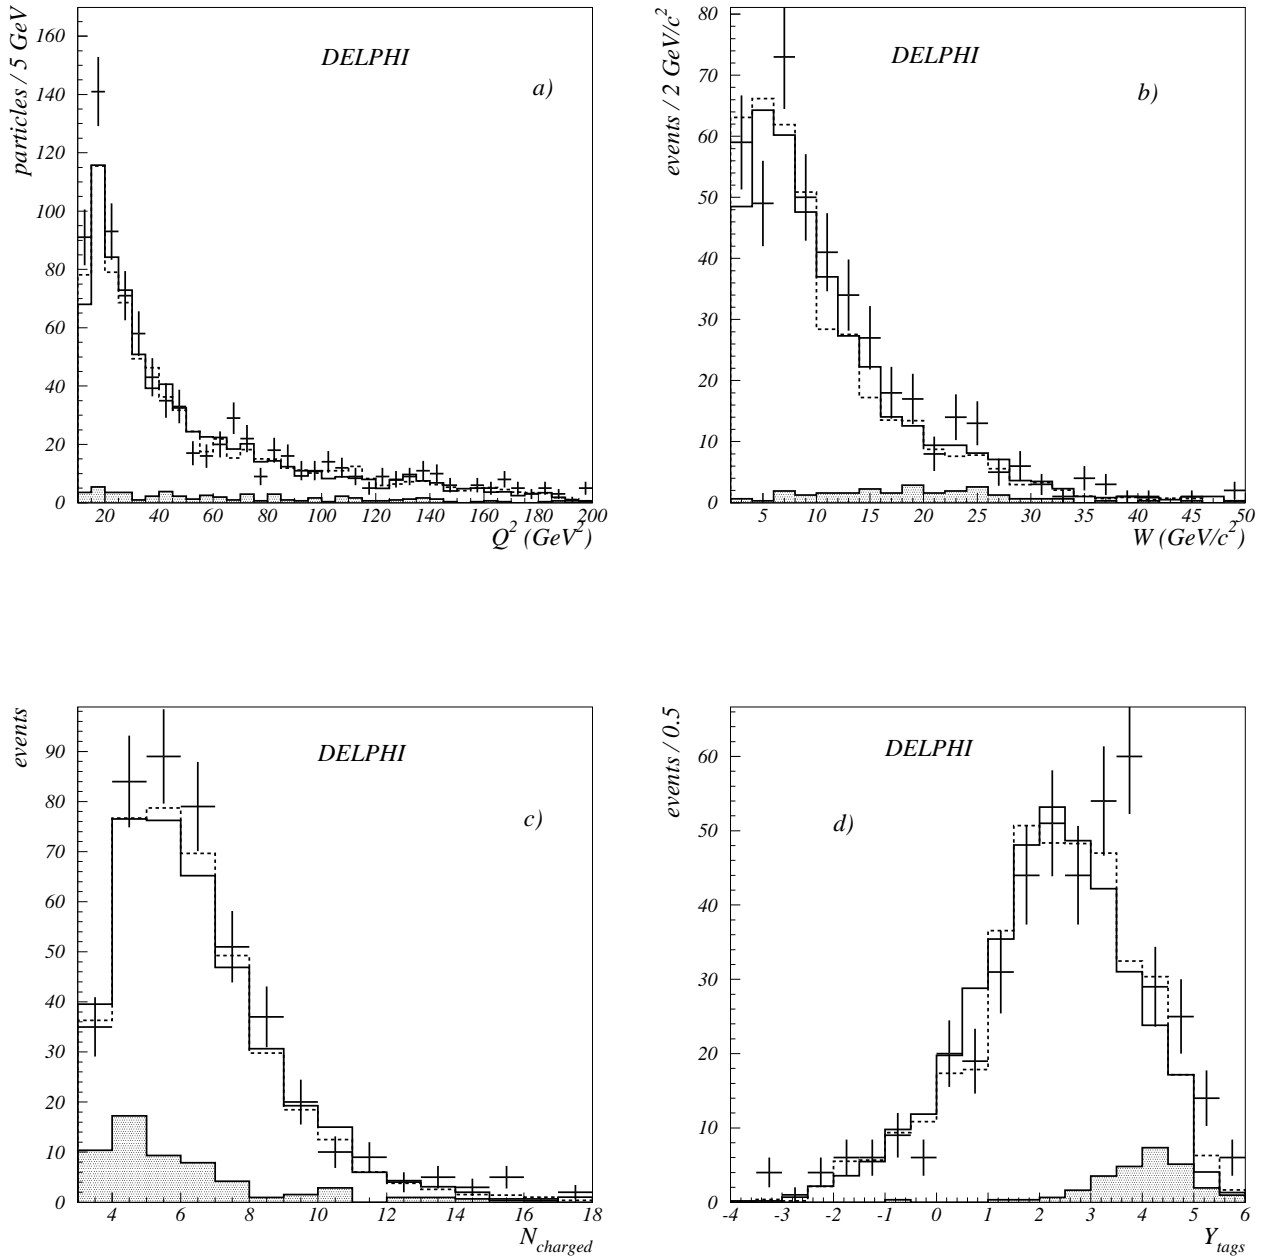 particles / 5 GeV
DELPHI
a)
160
140
120
100
80
60
40
20
0
20 40 60 80 100 120 140 160 180 200
Q² (GeV²)
events / 2 GeV/c²
DELPHI
b)
80
70
60
50
40
30
20
10
0
5 10 15 20 25 30 35 40 45 50
W (GeV/c²)
events
DELPHI
c)
90
80
70
60
50
40
30
20
10
0
4 6 8 10 12 14 16 18
N_charged
events / 0.5
DELPHI
d)
60
50
40
30
20
10
0
-4 -3 -2 -1 0 1 2 3 4 5 6
Y_tags